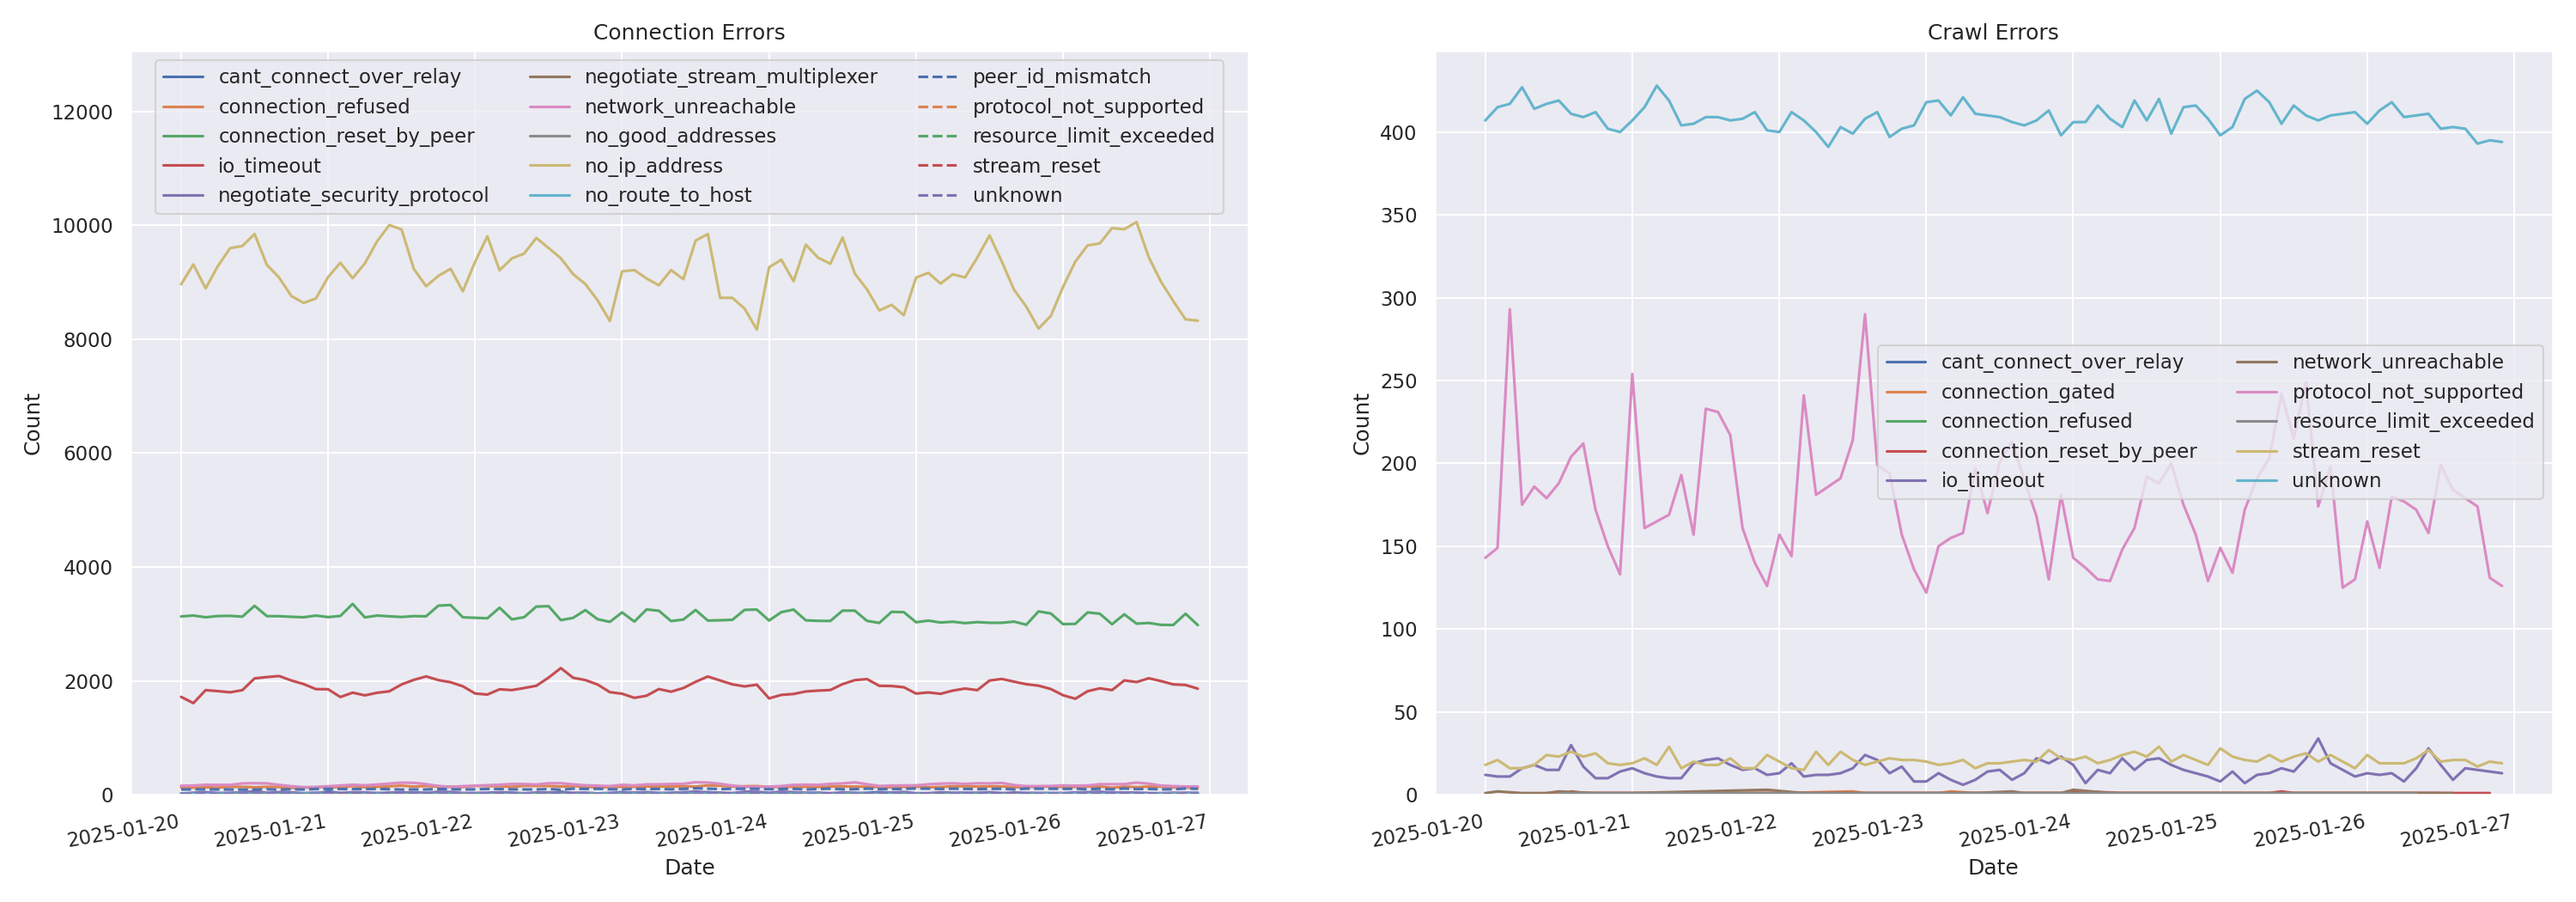 Connection Errors
12000
10000
8000
6000
4000
2000
0
Count
cant_connect_over_relay
connection_refused
connection_reset_by_peer
io_timeout
negotiate_security_protocol
negotiate_stream_multiplexer
network_unreachable
no_good_addresses
no_ip_address
no_route_to_host
peer_id_mismatch
protocol_not_supported
resource_limit_exceeded
stream_reset
unknown
2025-01-20
2025-01-21
2025-01-22
2025-01-23
2025-01-24
2025-01-25
2025-01-26
2025-01-27
Date
Crawl Errors
400
350
300
250
200
150
100
50
0
Count
cant_connect_over_relay
connection_gated
connection_refused
connection_reset_by_peer
io_timeout
network_unreachable
protocol_not_supported
resource_limit_exceeded
stream_reset
unknown
2025-01-20
2025-01-21
2025-01-22
2025-01-23
2025-01-24
2025-01-25
2025-01-26
2025-01-27
Date